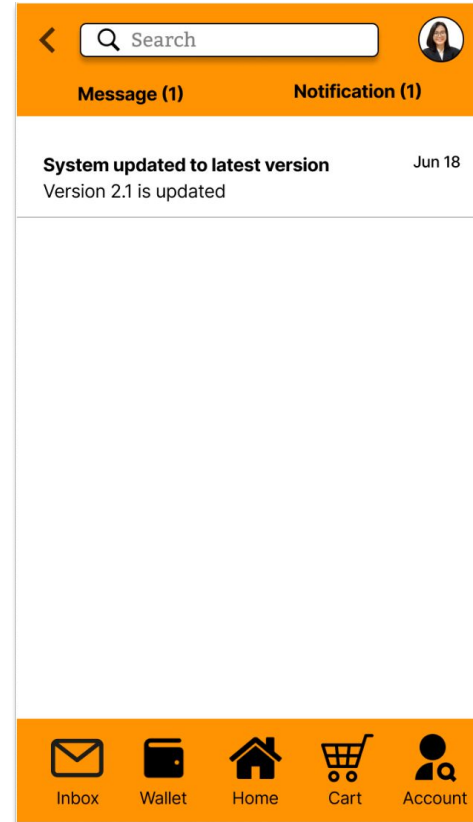 Search
Message (1) Notification (1)
System updated to latest version Jun 18
Version 2.1 is updated
Inbox Wallet Home Cart Account